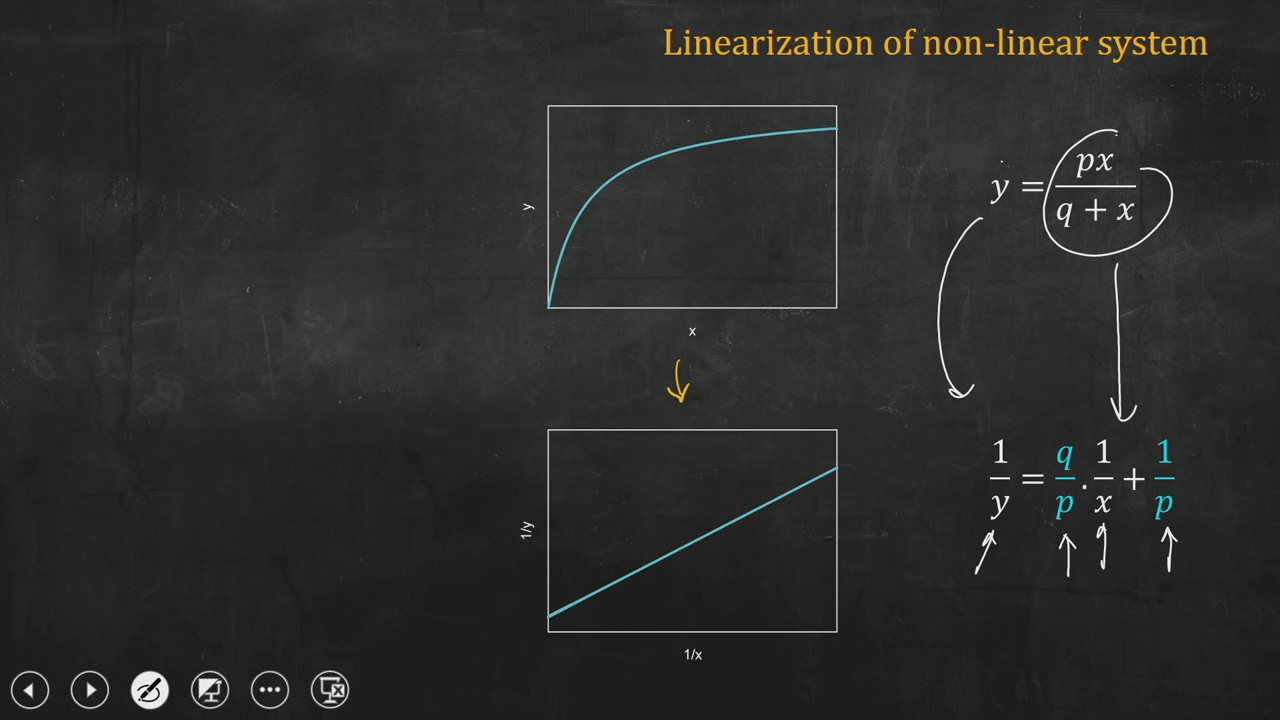 Linearization of non-linear system
y
x
y = px / q + x
1/y
1/x
1/y = q/p . 1/x + 1/p